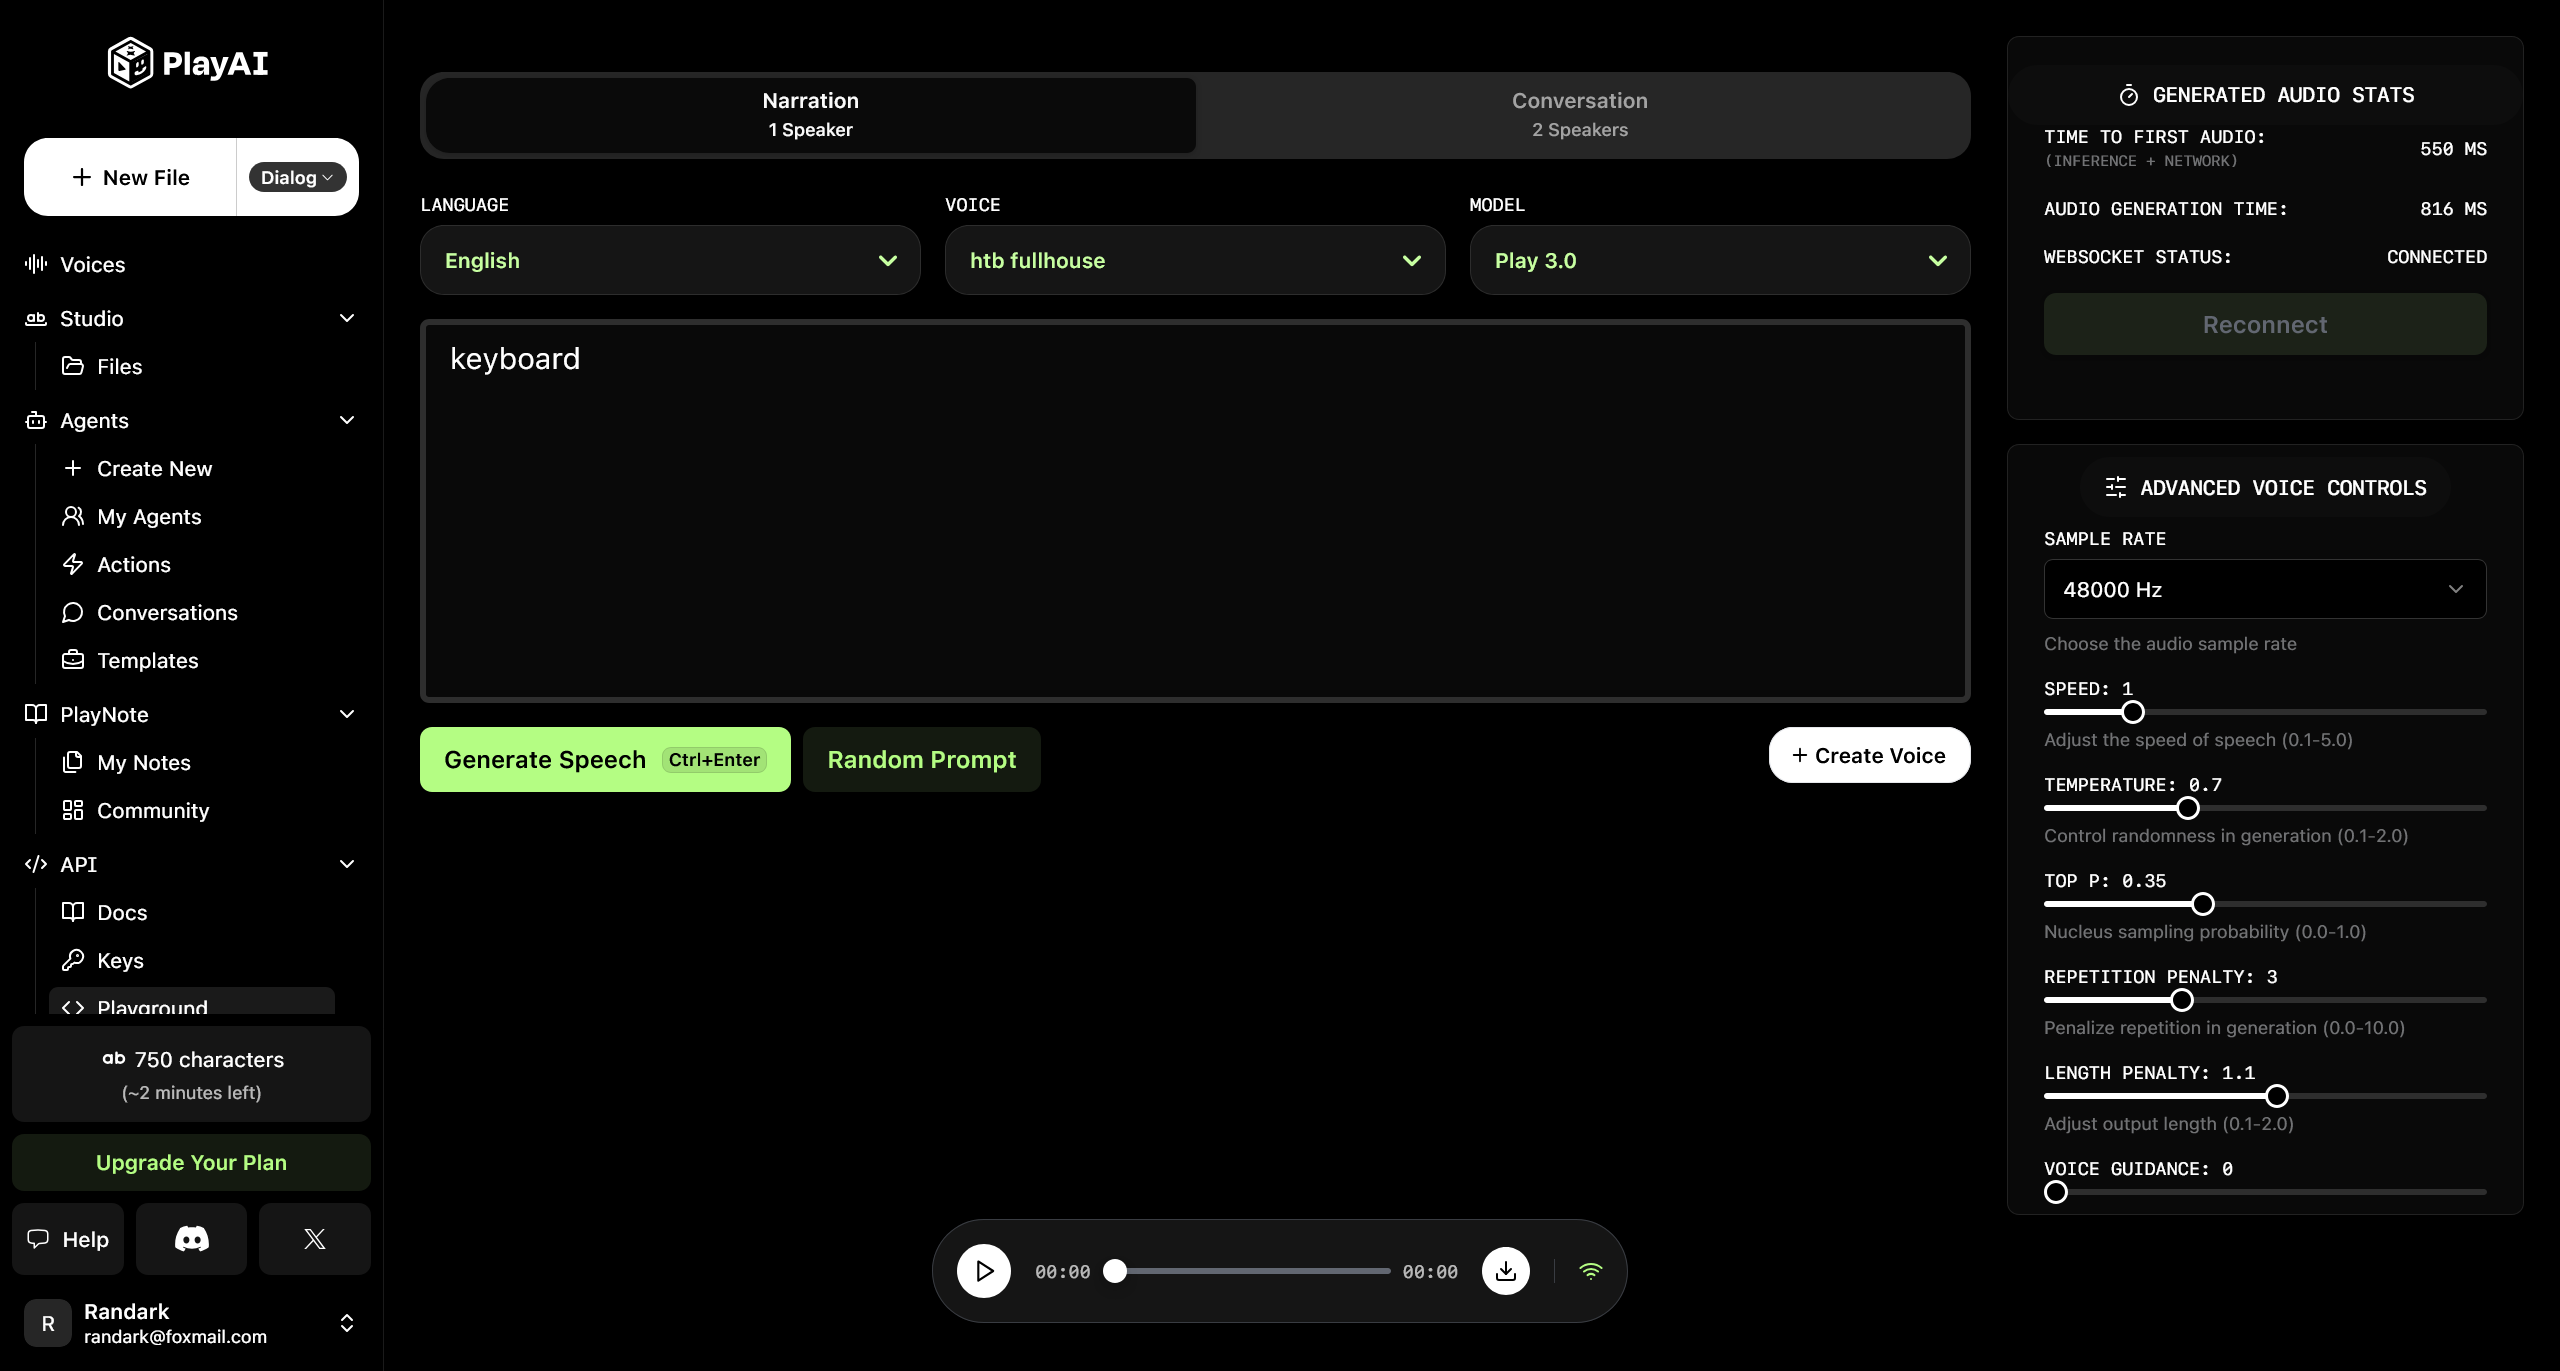 PlayAI
New File
Dialog
Voices
Studio
Files
Agents
Create New
My Agents
Actions
Conversations
Templates
PlayNote
My Notes
Community
API
Docs
Keys
Playground
ab 750 characters
(~2 minutes left)
Upgrade Your Plan
Help
R
Randark
randark@foxmail.com
Narration
1 Speaker
Conversation
2 Speakers
LANGUAGE
English
VOICE
htb fullhouse
MODEL
Play 3.0
keyboard
Generate Speech Ctrl+Enter
Random Prompt
+ Create Voice
00:00
00:00
GENERATED AUDIO STATS
TIME TO FIRST AUDIO:
(INFERENCE + NETWORK)
550 MS
AUDIO GENERATION TIME: 816 MS
WEBSOCKET STATUS: CONNECTED
Reconnect
ADVANCED VOICE CONTROLS
SAMPLE RATE
48000 Hz
Choose the audio sample rate
SPEED: 1
Adjust the speed of speech (0.1-5.0)
TEMPERATURE: 0.7
Control randomness in generation (0.1-2.0)
TOP P: 0.35
Nucleus sampling probability (0.0-1.0)
REPETITION PENALTY: 3
Penalize repetition in generation (0.0-10.0)
LENGTH PENALTY: 1.1
Adjust output length (0.1-2.0)
VOICE GUIDANCE: 0